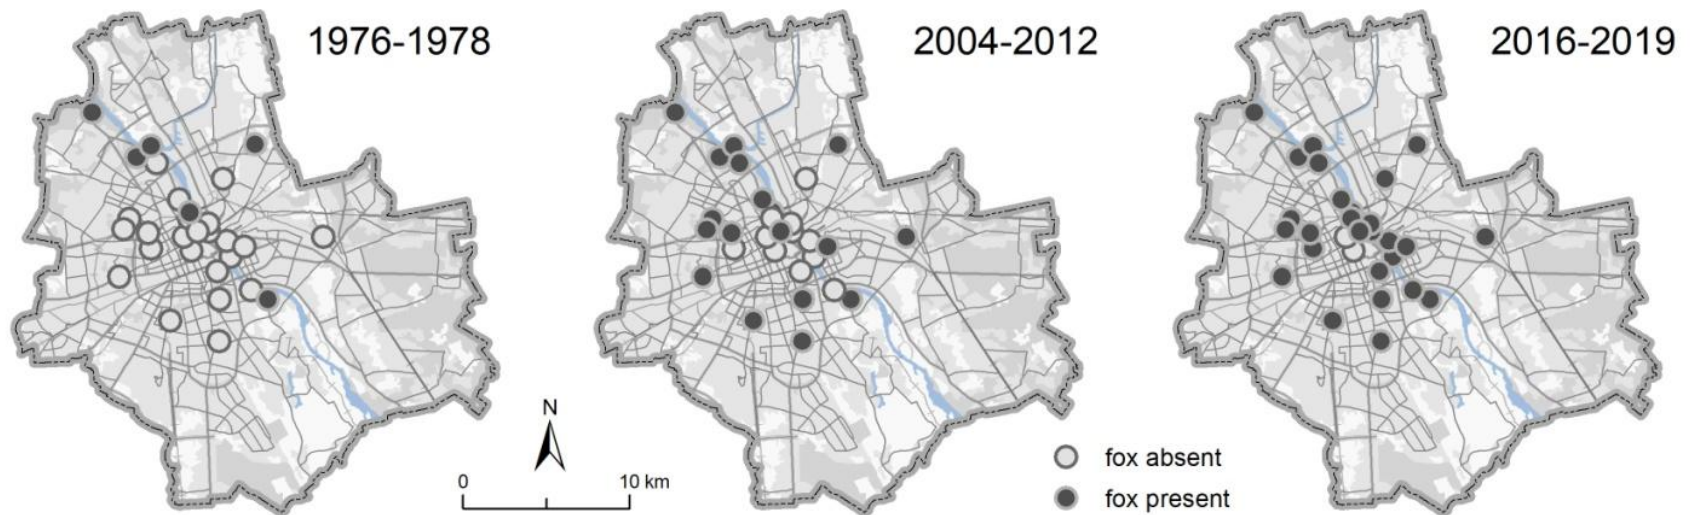 1976-1978
2004-2012
2016-2019
N
0
10 km
fox absent
fox present